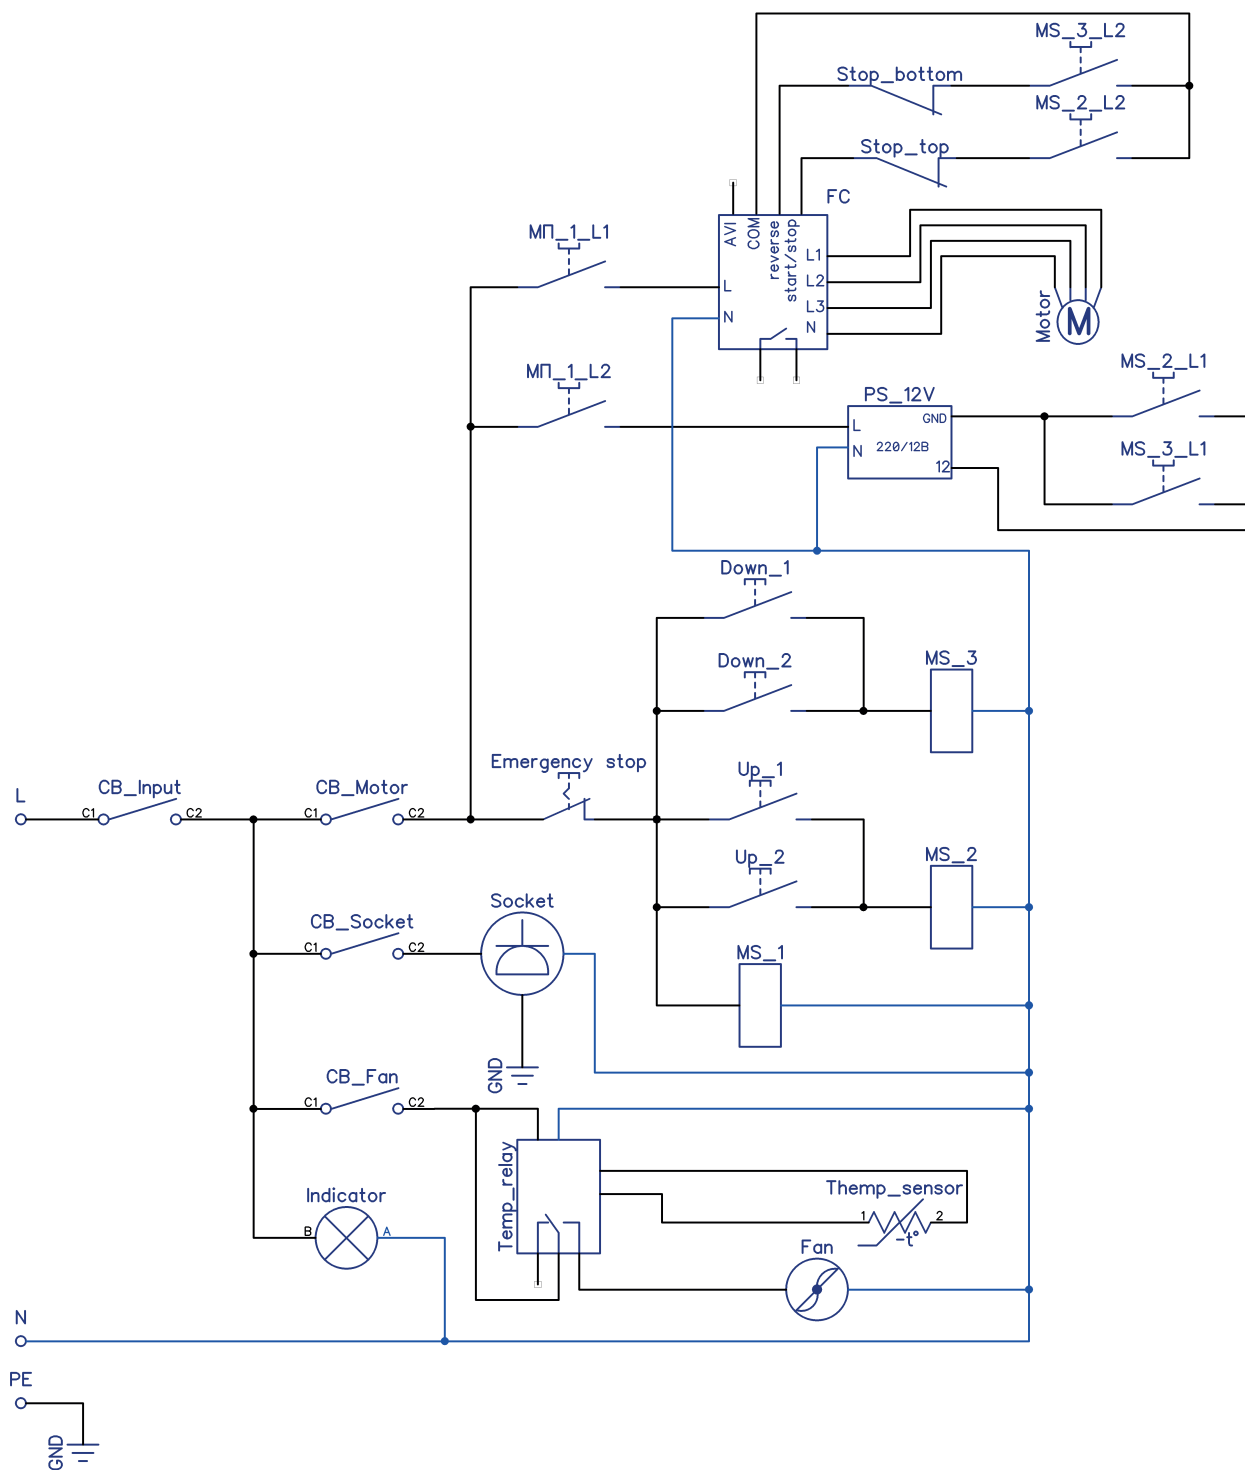 MS_3_L2
Stop_bottom
MS_2_L2
Stop_top
FC
AVI
COM
reverse
start/stop
МП_1_L1
L1
L2
L3
N
L
N
Motor
M
МП_1_L2
PS_12V
GND
L
N
220/12В
12
MS_2_L1
MS_3_L1
Down_1
Down_2
MS_3
Emergency stop
Up_1
L
CB_Input
C1
C2
CB_Motor
C1
C2
Up_2
MS_2
Socket
CB_Socket
C1
C2
MS_1
GND
CB_Fan
C1
C2
Temp_relay
Themp_sensor
1
2
-t°
Indicator
B
A
Fan
N
PE
GND